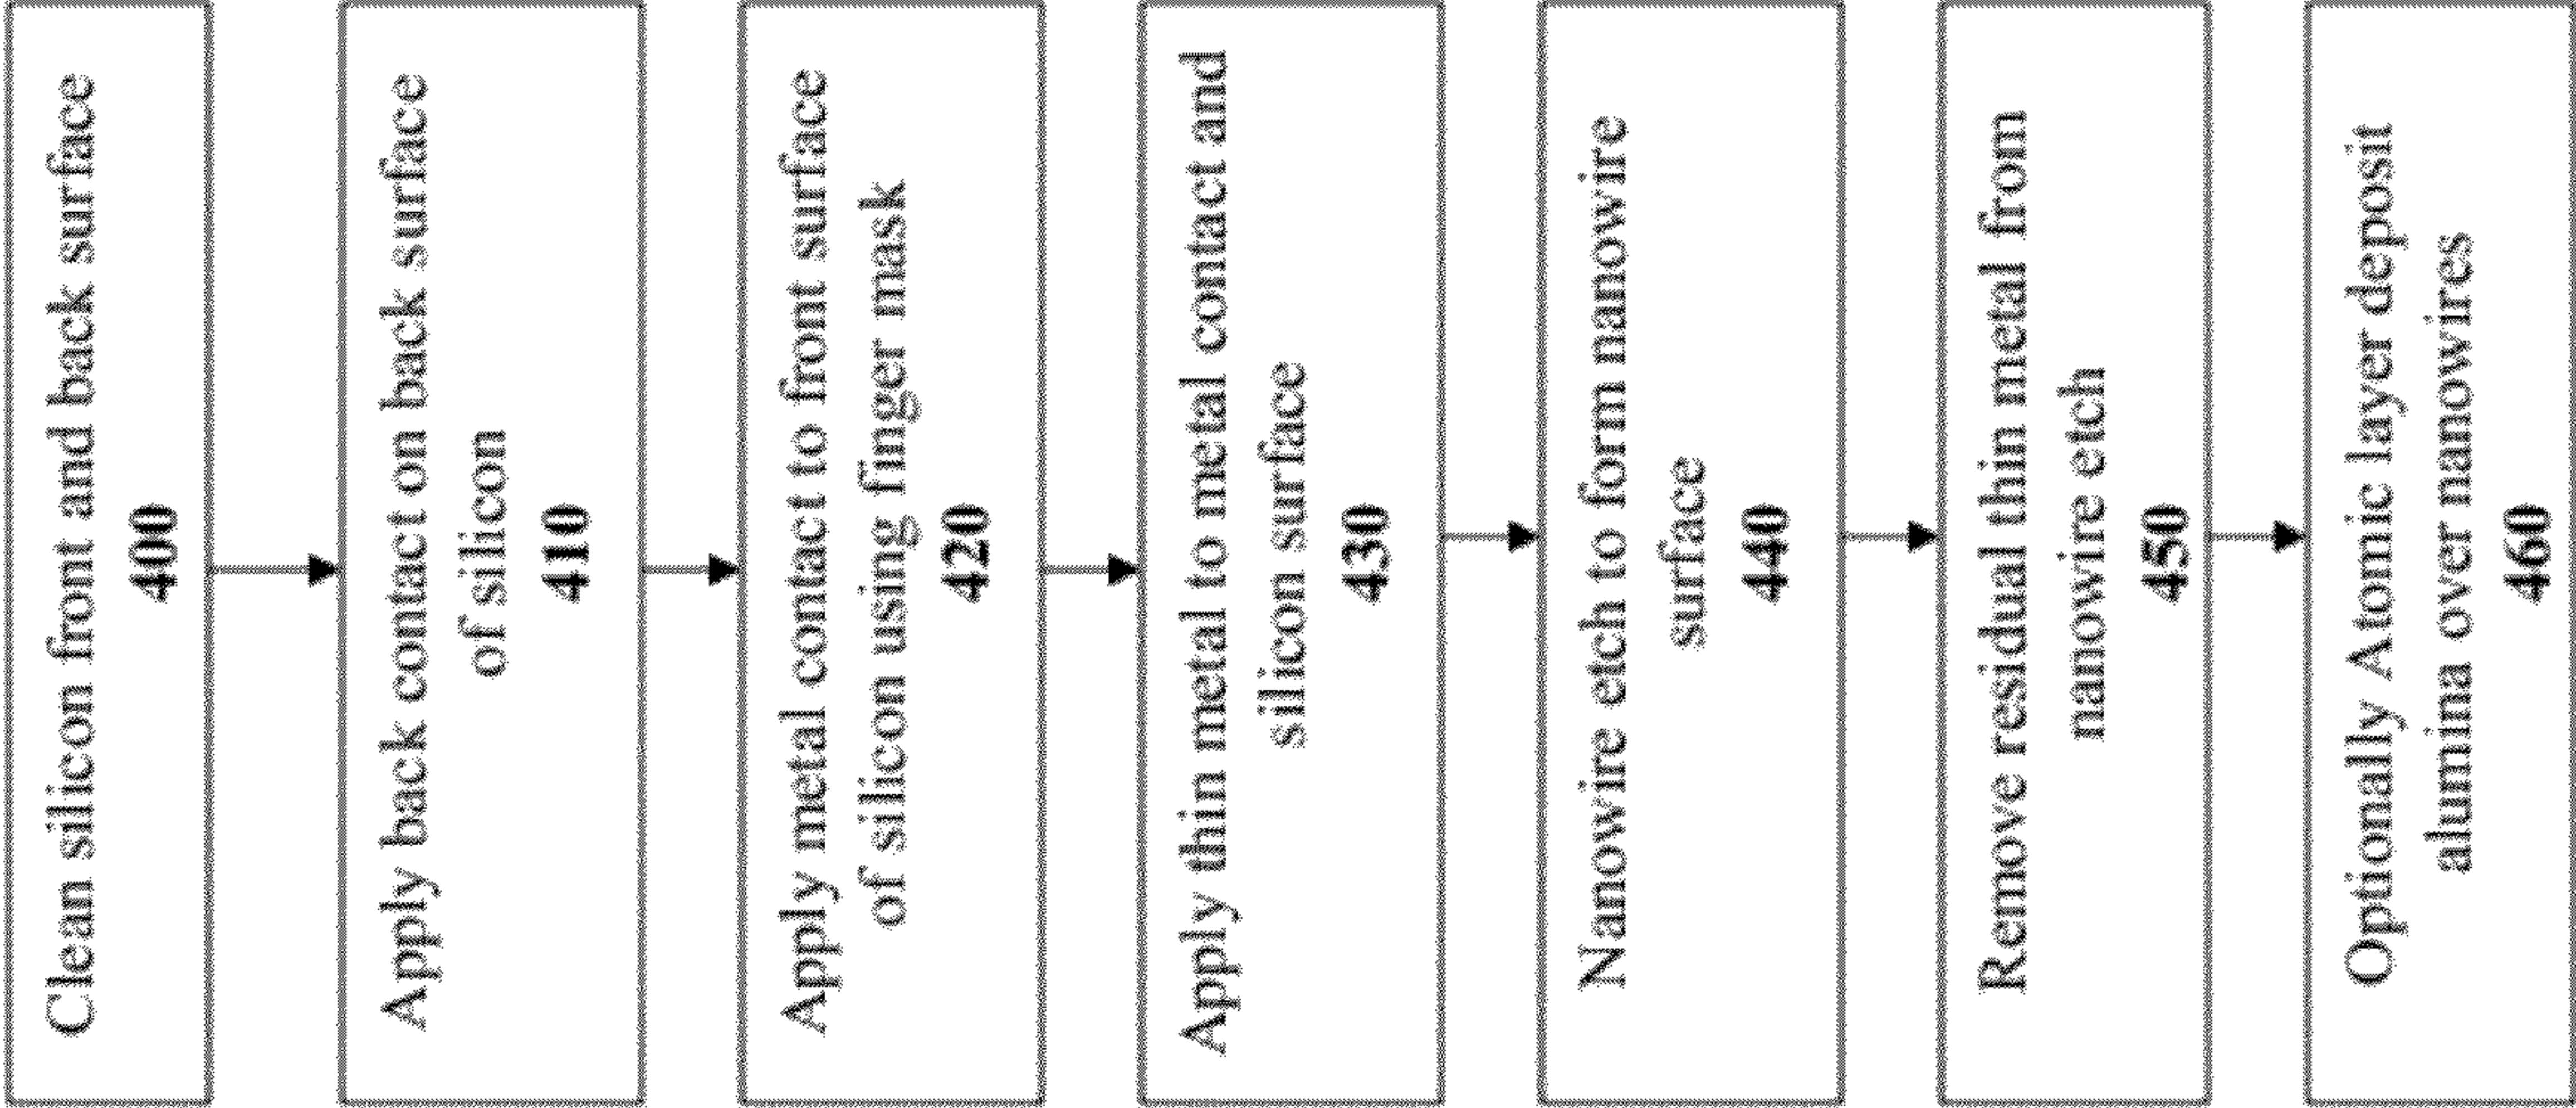 Clean silicon front and back surface
400
Apply back contact on back surface
of silicon
410
Apply metal contact to front surface
of silicon using finger mask
420
Apply thin metal to metal contact and
silicon surface
430
Nanowire etch to form nanowire
surface
440
Remove residual thin metal from
nanowire etch
450
Optionally Atomic layer deposit
alumina over nanowires
460